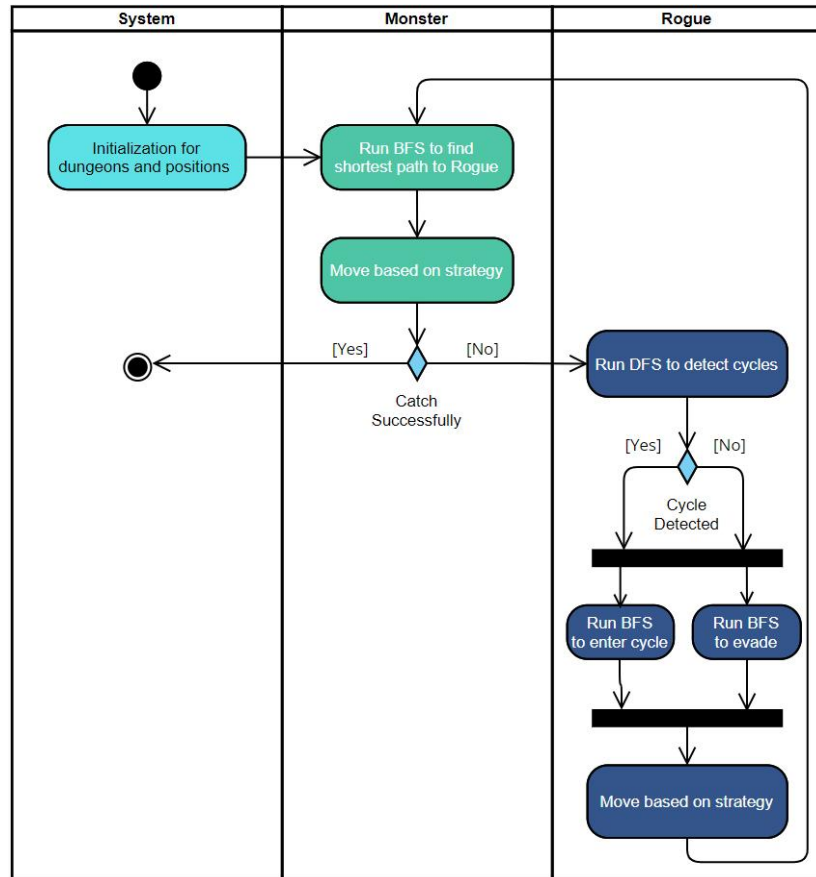 System
Monster
Rogue
Initialization for
dungeons and positions
Run BFS to find
shortest path to Rogue
Move based on strategy
[Yes]
[No]
Catch
Successfully
Run DFS to detect cycles
[Yes]
[No]
Cycle
Detected
Run BFS
to enter cycle
Run BFS
to evade
Move based on strategy